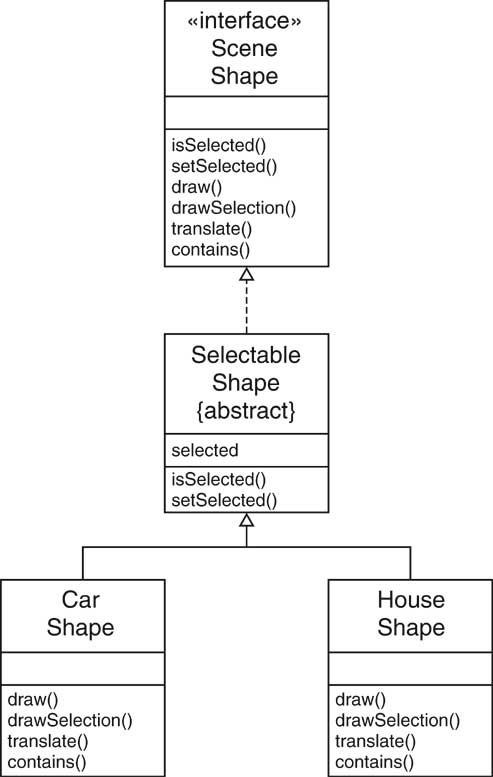 «interface»
Scene
Shape
isSelected()
setSelected()
draw()
drawSelection()
translate()
contains()
Selectable
Shape
{abstract}
selected
isSelected()
setSelected()
Car
Shape
draw()
drawSelection()
translate()
contains()
House
Shape
draw()
drawSelection()
translate()
contains()